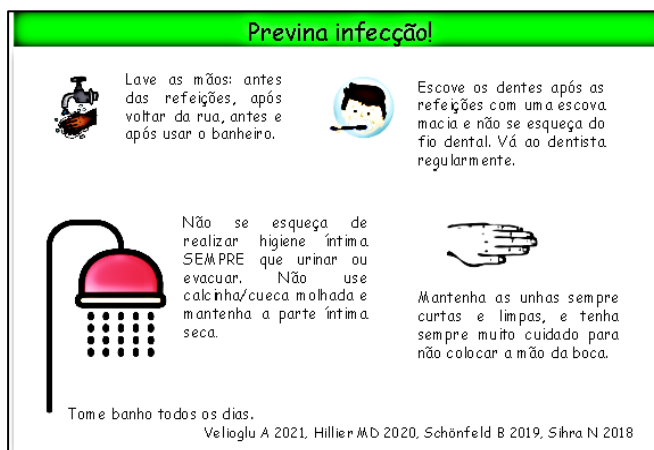 Previna infecção!
Lave as mãos: antes
das refeições, após
voltar da rua, antes e
após usar o banheiro.
Escove os dentes após as
refeições com uma escova
macia e não se esqueça do
fio dental. Vá ao dentista
regularmente.
Não se esqueça de
realizar higiene íntima
SEMPRE que urinar ou
evacuar. Não use
calcinha/cueca molhada e
mantenha a parte íntima
seca.
Mantenha as unhas sempre
curtas e limpas, e tenha
sempre muito cuidado para
não colocar a mão da boca.
Tome banho todos os dias.
Velioglu A 2021, Hillier MD 2020, Schönfeld B 2019, Sihra N 2018